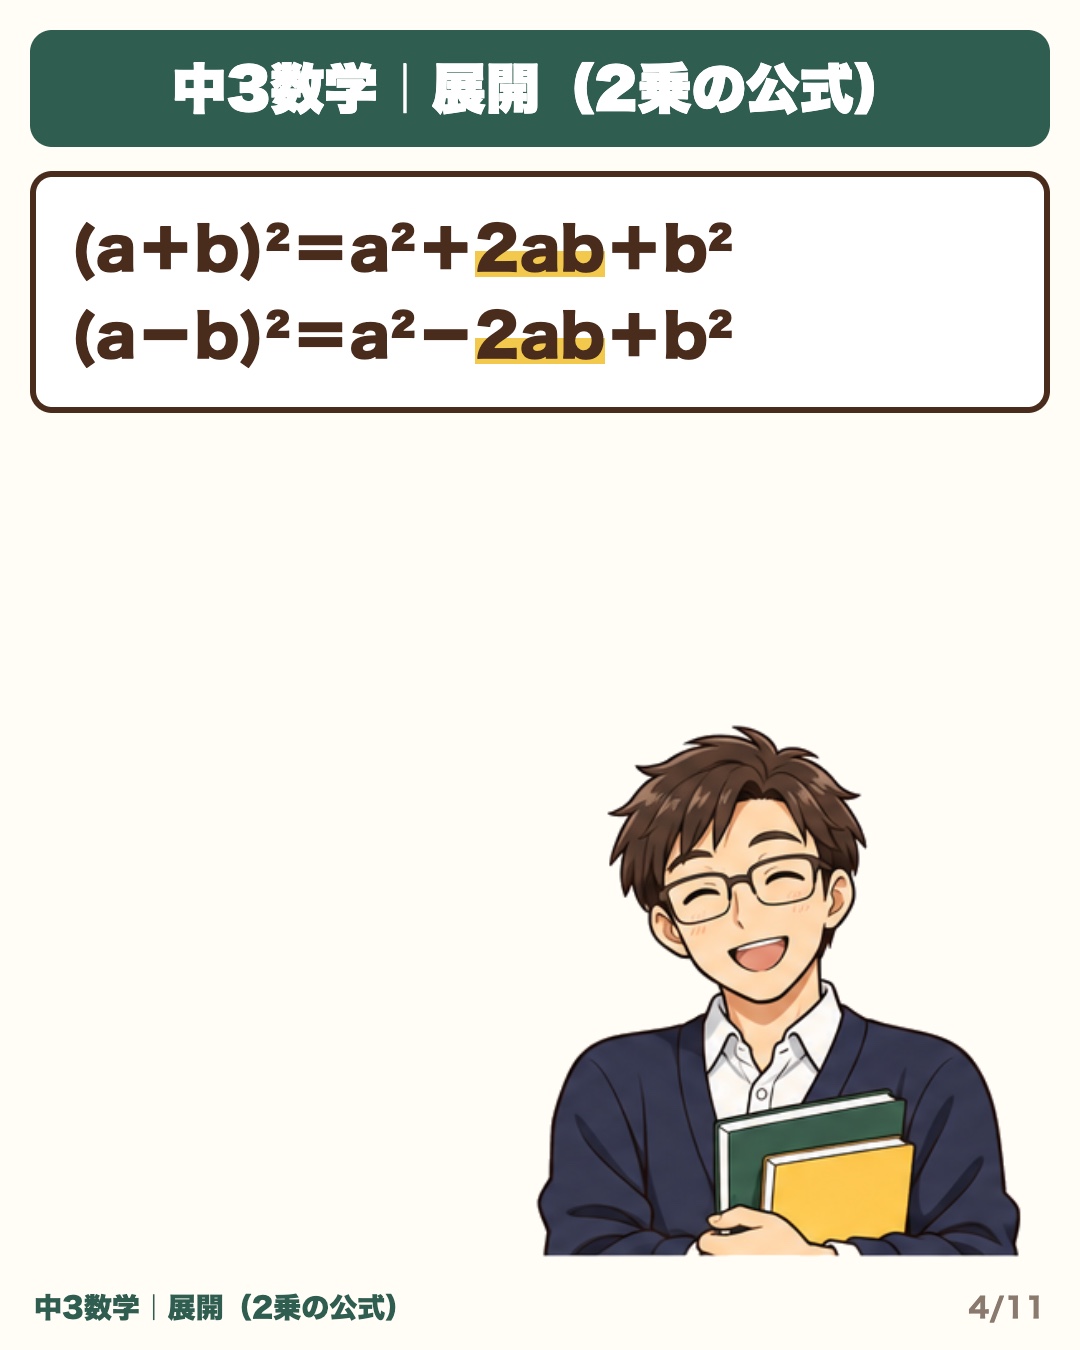 中3数学｜展開（2乗の公式）
(a+b)²=a²+2ab+b²
(a−b)²=a²−2ab+b²
中3数学｜展開（2乗の公式）
4/11